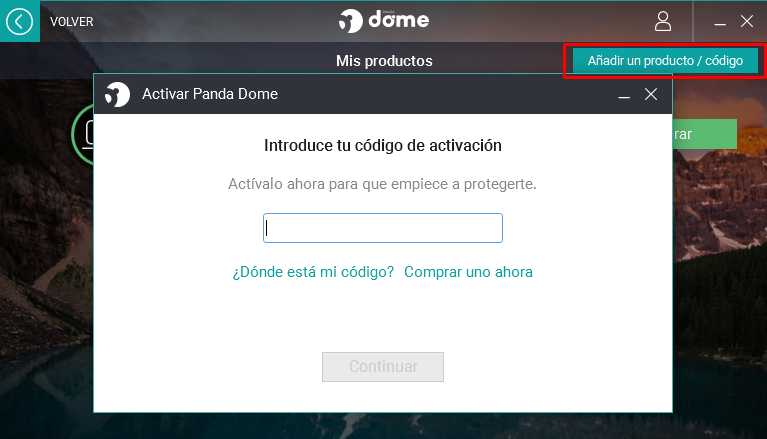 VOLVER
dome
Mis productos
Añadir un producto / código
Activar Panda Dome
Introduce tu código de activación
Actívalo ahora para que empiece a protegerte.
¿Dónde está mi código? Comprar uno ahora
Continuar